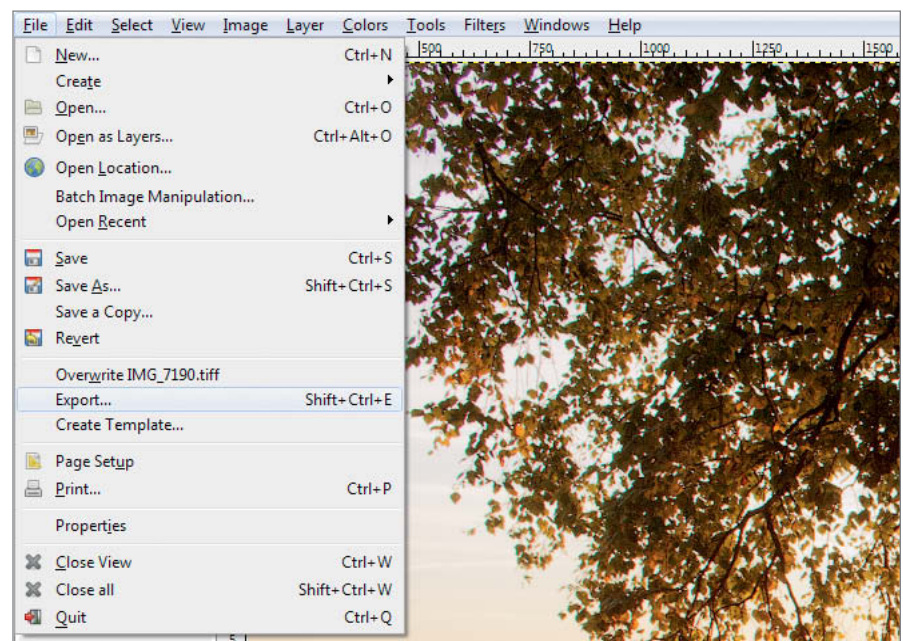 File Edit Select View Image Layer Colors Tools Filters Windows Help
500 750 1000 1250 1500
New... Ctrl+N
Create
Open... Ctrl+O
Open as Layers... Ctrl+Alt+O
Open Location...
Batch Image Manipulation...
Open Recent
Save Ctrl+S
Save As... Shift+Ctrl+S
Save a Copy...
Revert
Overwrite IMG_7190.tiff
Export... Shift+Ctrl+E
Create Template...
Page Setup
Print... Ctrl+P
Properties
Close View Ctrl+W
Close all Shift+Ctrl+W
Quit Ctrl+Q
5